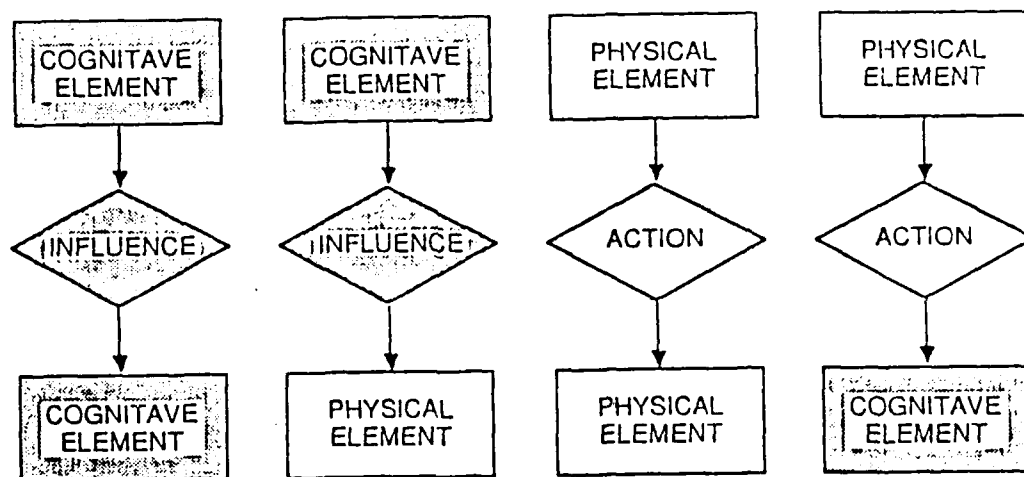 COGNITAVE
ELEMENT
COGNITAVE
ELEMENT
PHYSICAL
ELEMENT
PHYSICAL
ELEMENT
INFLUENCE
INFLUENCE
ACTION
ACTION
COGNITAVE
ELEMENT
PHYSICAL
ELEMENT
PHYSICAL
ELEMENT
COGNITAVE
ELEMENT